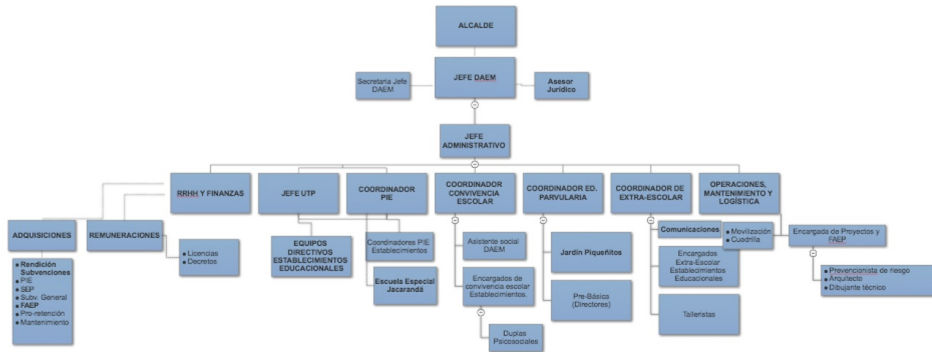 ALCALDE
Secretaria Jefe
DAEM
JEFE DAEM
Asesor
Jurídico
JEFE
ADMINISTRATIVO
RRHH Y FINANZAS
JEFE UTP
COORDINADOR
PIE
COORDINADOR
CONVIVENCIA
ESCOLAR
COORDINADOR ED.
PARVULARIA
COORDINADOR DE
EXTRA-ESCOLAR
OPERACIONES,
MANTENIMIENTO Y
LOGÍSTICA
ADQUISICIONES
REMUNERACIONES
Rendición
Subvenciones
PIE
SEP
Subv. General
FAEP
Pro-retención
Mantenimiento
Licencias
Decretos
EQUIPOS
DIRECTIVOS
ESTABLECIMIENTOS
EDUCACIONALES
Coordinadores PIE
Establecimientos
Escuela Especial
Jacarandá
Asistente social
DAEM
Encargados de
convivencia escolar
Establecimientos.
Duplas
Psicosociales
Jardín Piqueñitos
Pre-Básica
(Directores)
Comunicaciones
Encargados
Extra-Escolar
Establecimientos
Educacionales
Talleristas
Movilización
Cuadrilla
Encargada de Proyectos y
FAEP
Prevencionista de riesgo
Arquitecto
Dibujante técnico